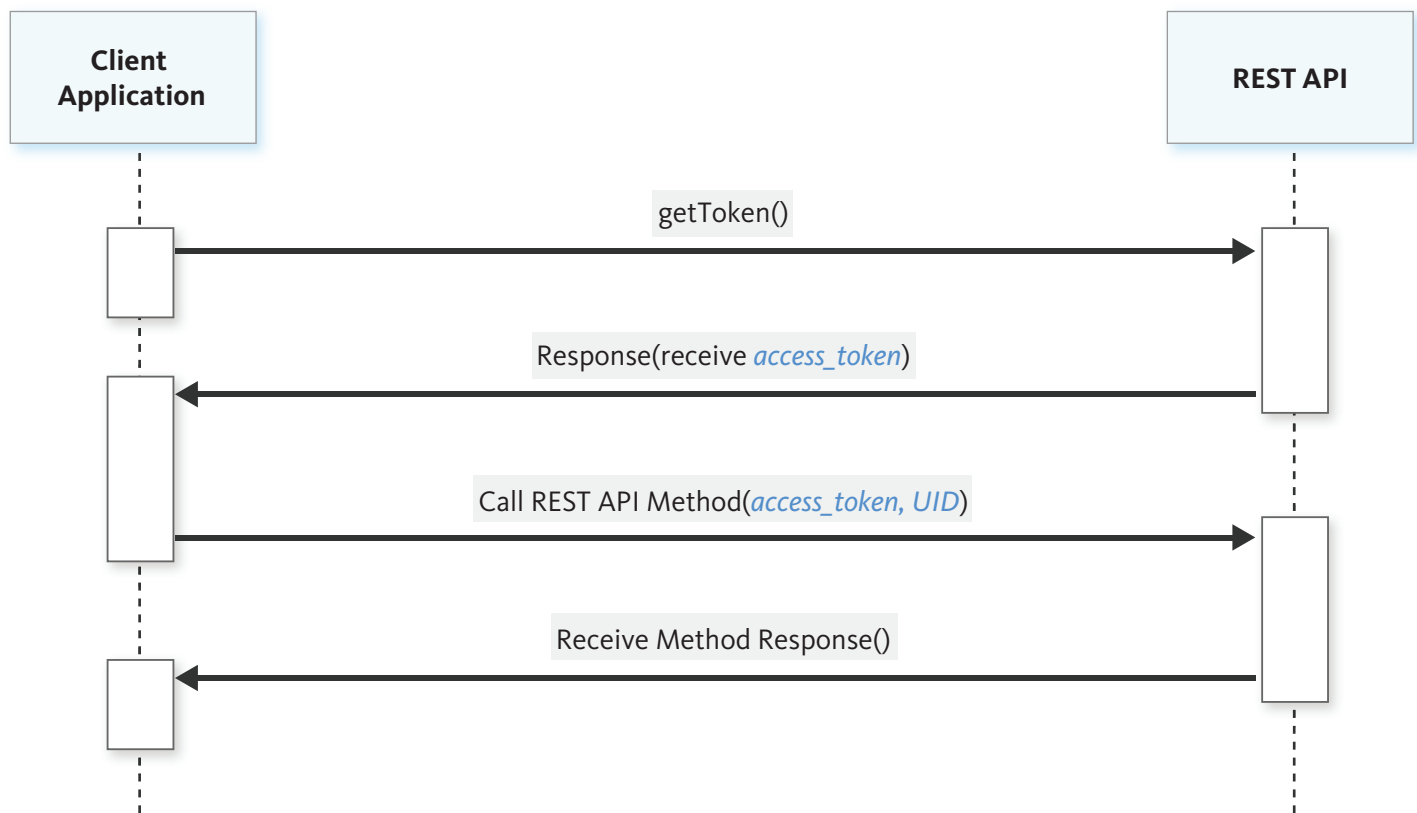 Client
Application
REST API
getToken()
Response(receive access_token)
Call REST API Method(access_token, UID)
Receive Method Response()